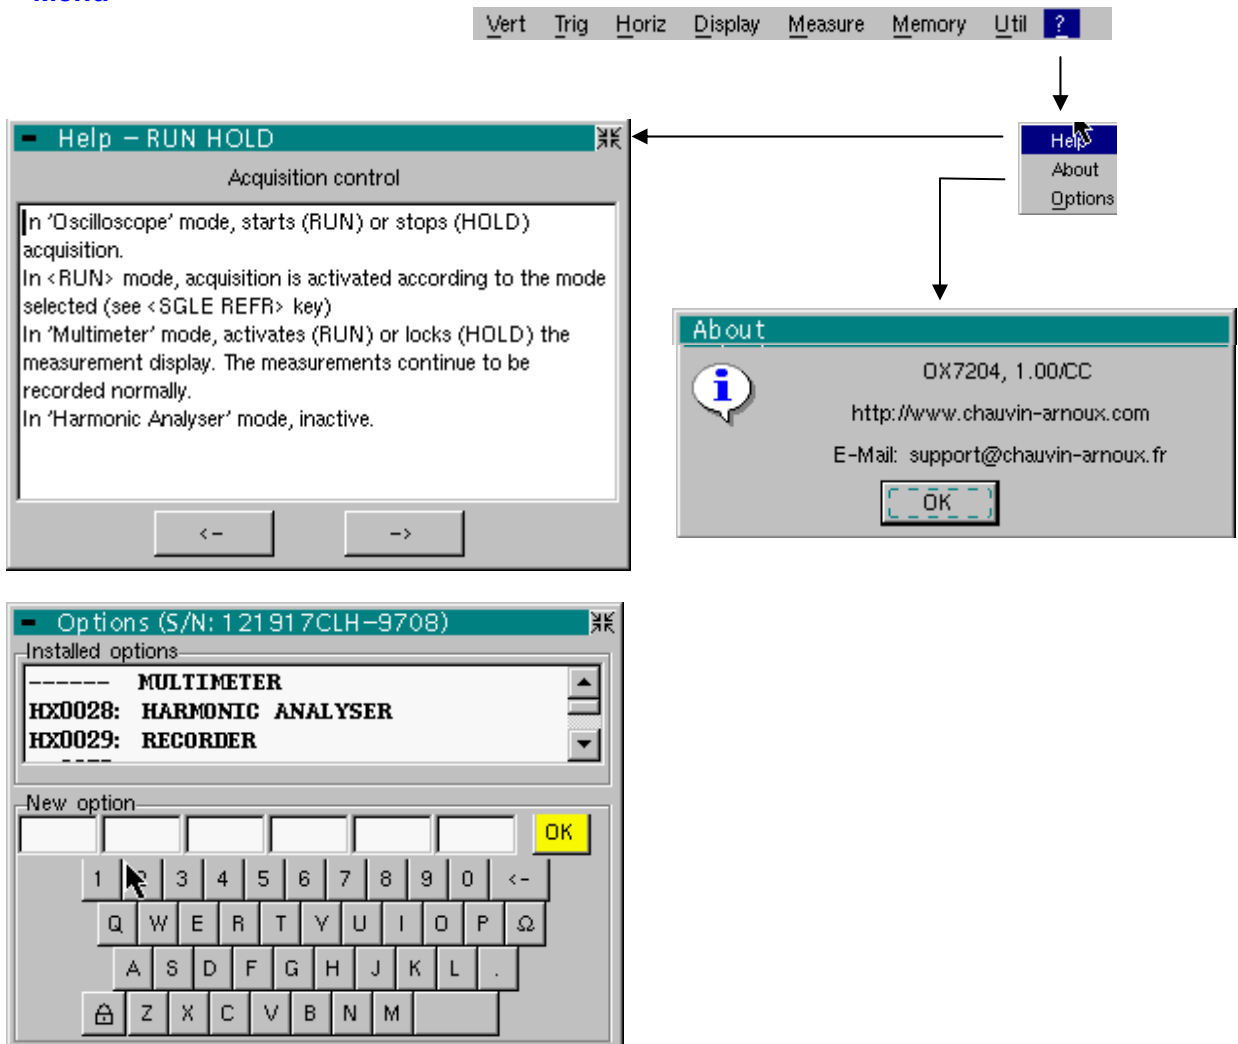 Vert Trig Horiz Display Measure Memory Util ?
Help
About
Options
Help – RUN HOLD
Acquisition control
In 'Oscilloscope' mode, starts (RUN) or stops (HOLD)
acquisition.
In <RUN> mode, acquisition is activated according to the mode
selected (see <SGLE REFR> key)
In 'Multimeter' mode, activates (RUN) or locks (HOLD) the
measurement display. The measurements continue to be
recorded normally.
In 'Harmonic Analyser' mode, inactive.
<– –>
About
OX7204, 1.00/CC
http://www.chauvin-arnoux.com
E-Mail: support@chauvin-arnoux.fr
OK
Options (S/N: 121917CLH–9708)
Installed options
------ MULTIMETER
HX0028: HARMONIC ANALYSER
HX0029: RECORDER
New option
OK
1 2 3 4 5 6 7 8 9 0 <–
Q W E R T Y U I O P Ω
A S D F G H J K L .
Z X C V B N M